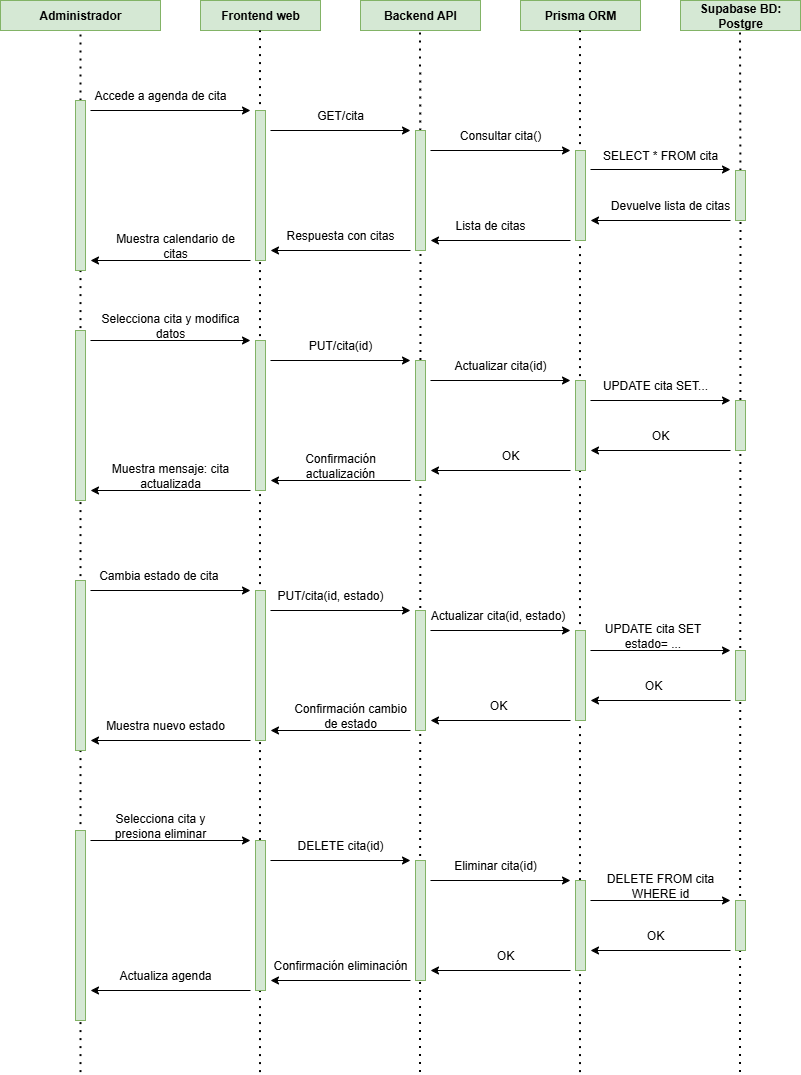 Administrador
Frontend web
Backend API
Prisma ORM
Supabase BD:
Postgre
Accede a agenda de cita
GET/cita
Consultar cita()
SELECT * FROM cita
Devuelve lista de citas
Lista de citas
Respuesta con citas
Muestra calendario de
citas
Selecciona cita y modifica
datos
PUT/cita(id)
Actualizar cita(id)
UPDATE cita SET...
OK
OK
Confirmación
actualización
Muestra mensaje: cita
actualizada
Cambia estado de cita
PUT/cita(id, estado)
Actualizar cita(id, estado)
UPDATE cita SET
estado= ...
OK
OK
Confirmación cambio
de estado
Muestra nuevo estado
Selecciona cita y
presiona eliminar
DELETE cita(id)
Eliminar cita(id)
DELETE FROM cita
WHERE id
OK
OK
Confirmación eliminación
Actualiza agenda